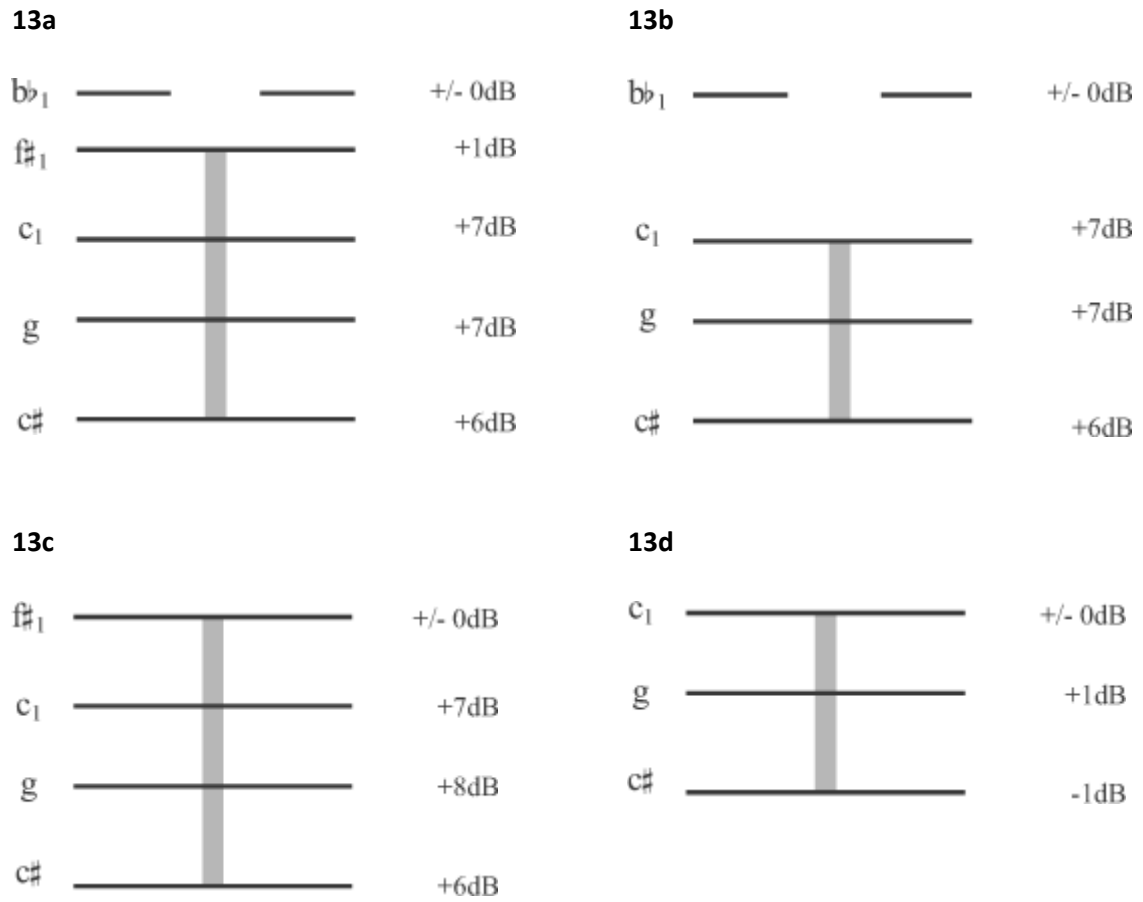 13a
b♭₁ +/- 0dB
f♯₁ +1dB
c₁ +7dB
g +7dB
c♯ +6dB
13b
b♭₁ +/- 0dB
c₁ +7dB
g +7dB
c♯ +6dB
13c
f♯₁ +/- 0dB
c₁ +7dB
g +8dB
c♯ +6dB
13d
c₁ +/- 0dB
g +1dB
c♯ -1dB